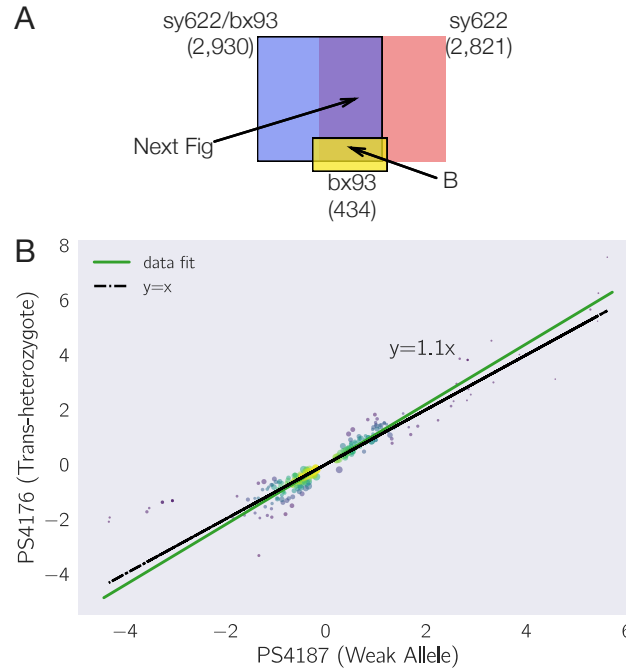 A
sy622/bx93
(2,930)
sy622
(2,821)
Next Fig
B
bx93
(434)
B
8
6
4
2
0
−2
−4
PS4176 (Trans-heterozygote)
data fit
y=x
y=1.1x
−4 −2 0 2 4 6
PS4187 (Weak Allele)